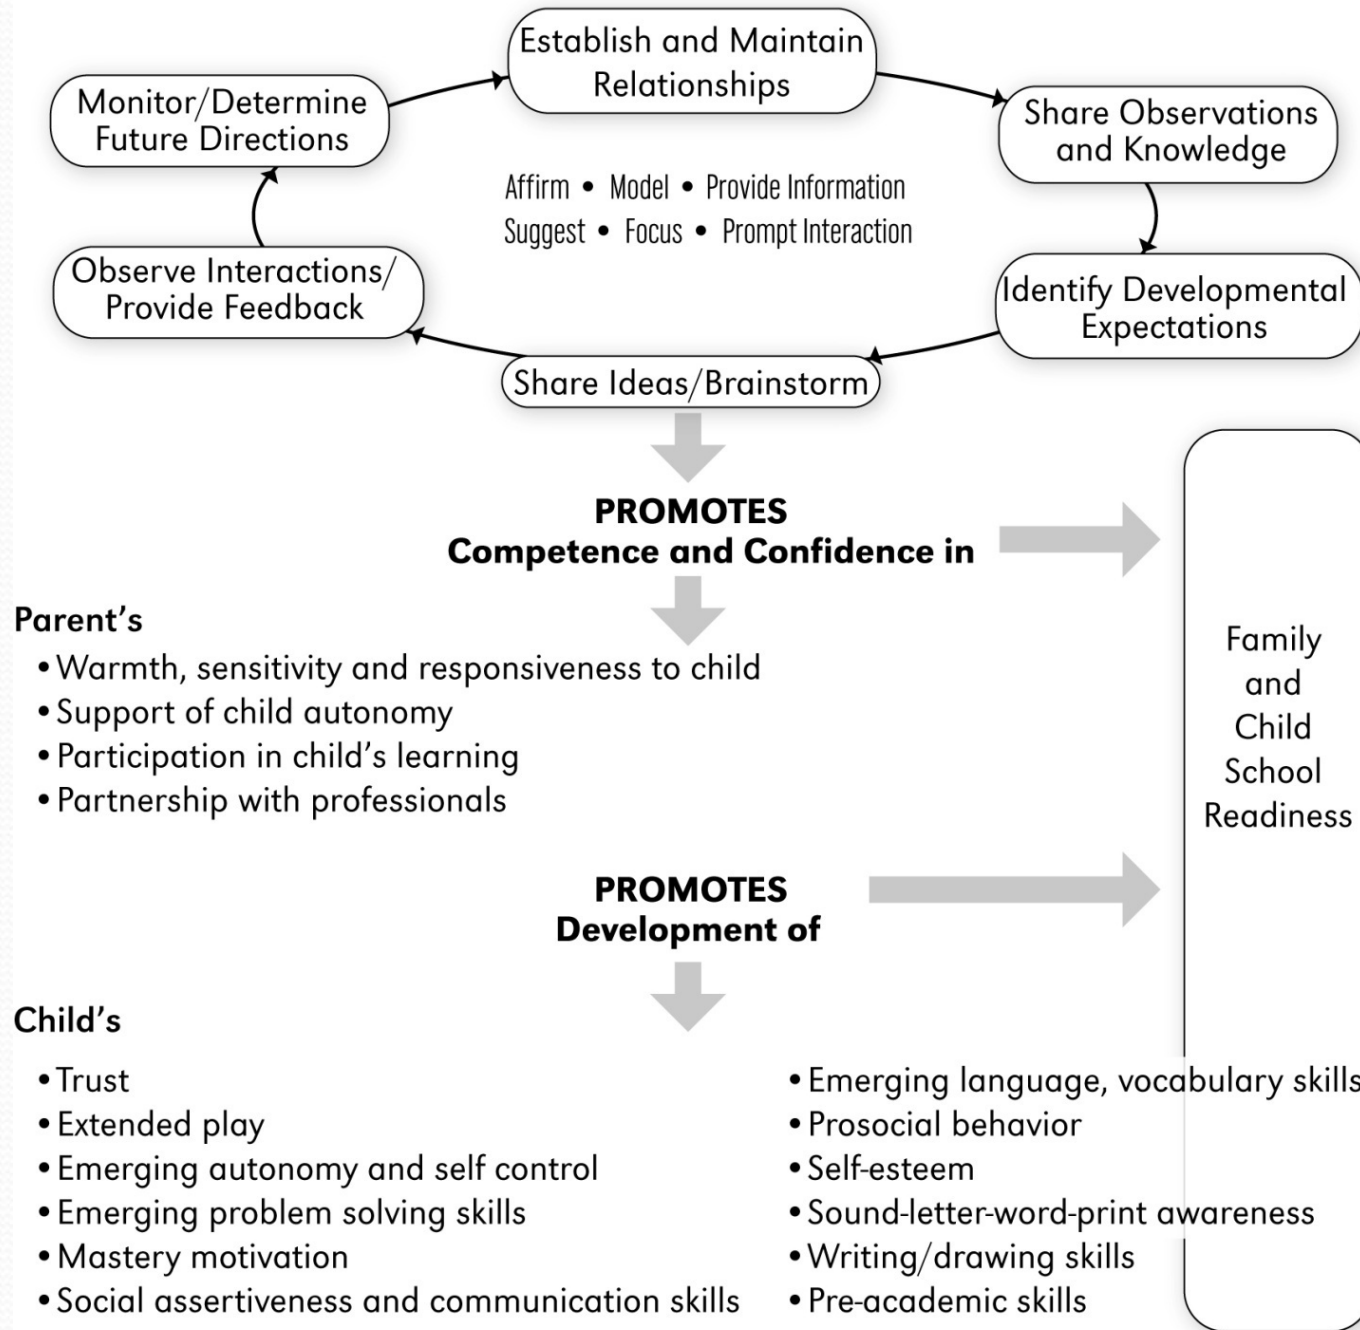 Establish and Maintain
Relationships
Monitor/Determine
Future Directions
Share Observations
and Knowledge
Affirm • Model • Provide Information
Suggest • Focus • Prompt Interaction
Observe Interactions/
Provide Feedback
Identify Developmental
Expectations
Share Ideas/Brainstorm
PROMOTES
Competence and Confidence in
Parent's
• Warmth, sensitivity and responsiveness to child
• Support of child autonomy
• Participation in child's learning
• Partnership with professionals
Family
and
Child
School
Readiness
PROMOTES
Development of
Child's
• Trust
• Extended play
• Emerging autonomy and self control
• Emerging problem solving skills
• Mastery motivation
• Social assertiveness and communication skills
• Emerging language, vocabulary skills
• Prosocial behavior
• Self-esteem
• Sound-letter-word-print awareness
• Writing/drawing skills
• Pre-academic skills